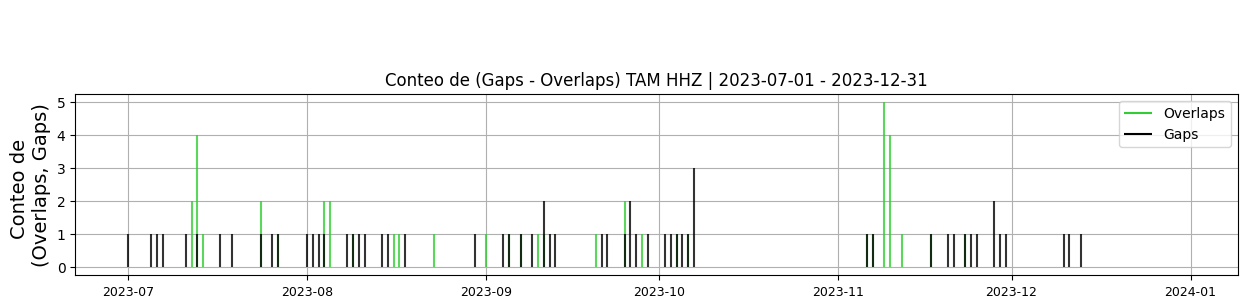 Conteo de (Gaps - Overlaps) TAM HHZ | 2023-07-01 - 2023-12-31
Conteo de
(Overlaps, Gaps)
5
4
3
2
1
0
Overlaps
Gaps
2023-07
2023-08
2023-09
2023-10
2023-11
2023-12
2024-01